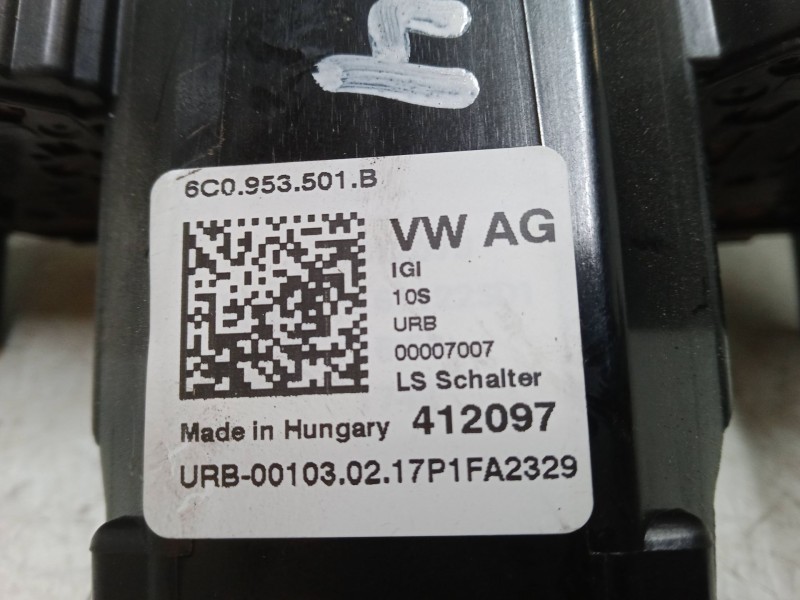 6C0.953.501.B
VW AG
IGI
10S
URB
00007007
LS Schalter
Made in Hungary 412097
URB-00103.02.17P1FA2329